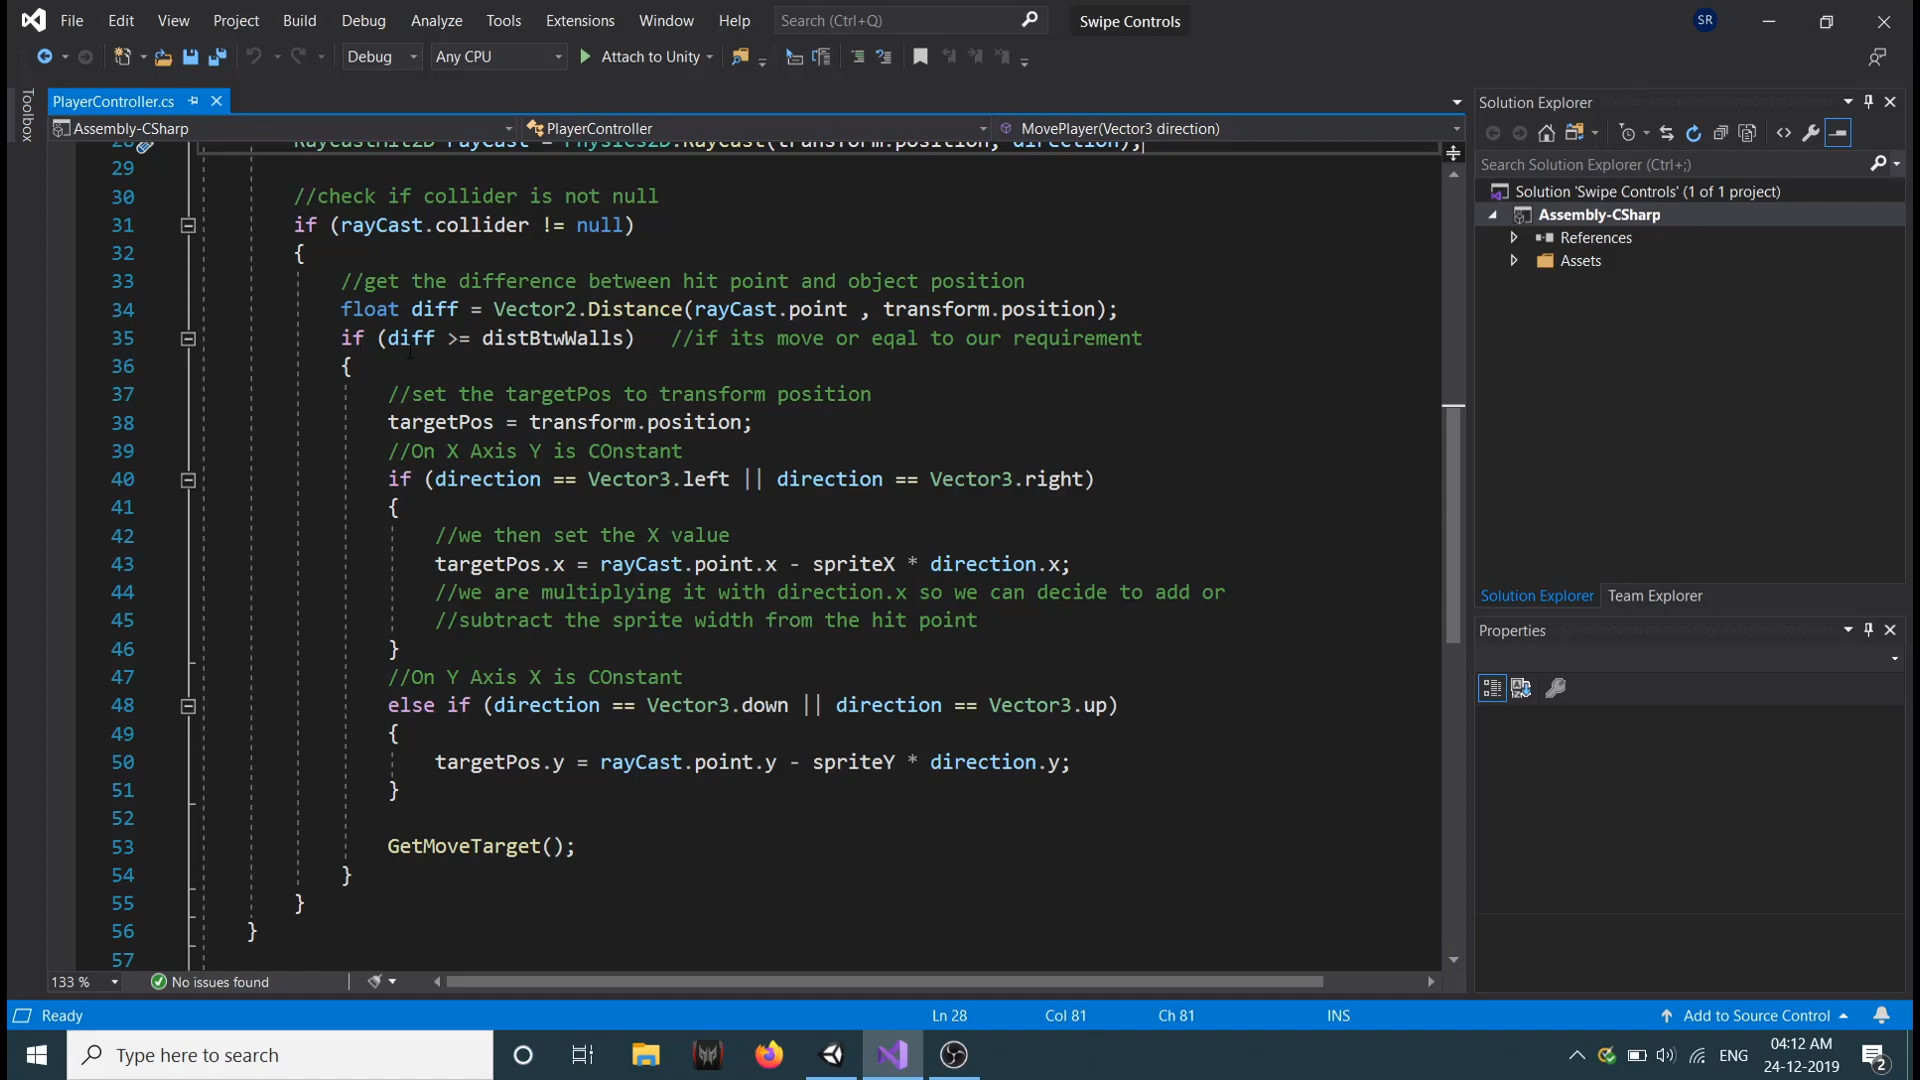 File Edit View Project Build Debug Analyze Tools Extensions Window Help Search (Ctrl+Q) Swipe Controls SR
Debug Any CPU Attach to Unity
Toolbox
PlayerController.cs
Assembly-CSharp PlayerController MovePlayer(Vector3 direction)
28 RaycastHit2D rayCast = Physics2D.Raycast(transform.position, direction);
29
30 //check if collider is not null
31 if (rayCast.collider != null)
32 {
33 //get the difference between hit point and object position
34 float diff = Vector2.Distance(rayCast.point , transform.position);
35 if (diff >= distBtwWalls) //if its move or eqal to our requirement
36 {
37 //set the targetPos to transform position
38 targetPos = transform.position;
39 //On X Axis Y is COnstant
40 if (direction == Vector3.left || direction == Vector3.right)
41 {
42 //we then set the X value
43 targetPos.x = rayCast.point.x - spriteX * direction.x;
44 //we are multiplying it with direction.x so we can decide to add or
45 //subtract the sprite width from the hit point
46 }
47 //On Y Axis X is COnstant
48 else if (direction == Vector3.down || direction == Vector3.up)
49 {
50 targetPos.y = rayCast.point.y - spriteY * direction.y;
51 }
52
53 GetMoveTarget();
54 }
55 }
56 }
57
133 % No issues found
Solution Explorer
Search Solution Explorer (Ctrl+;)
Solution 'Swipe Controls' (1 of 1 project)
Assembly-CSharp
References
Assets
Solution Explorer Team Explorer
Properties
Ready Ln 28 Col 81 Ch 81 INS Add to Source Control
Type here to search ENG 04:12 AM
24-12-2019 2